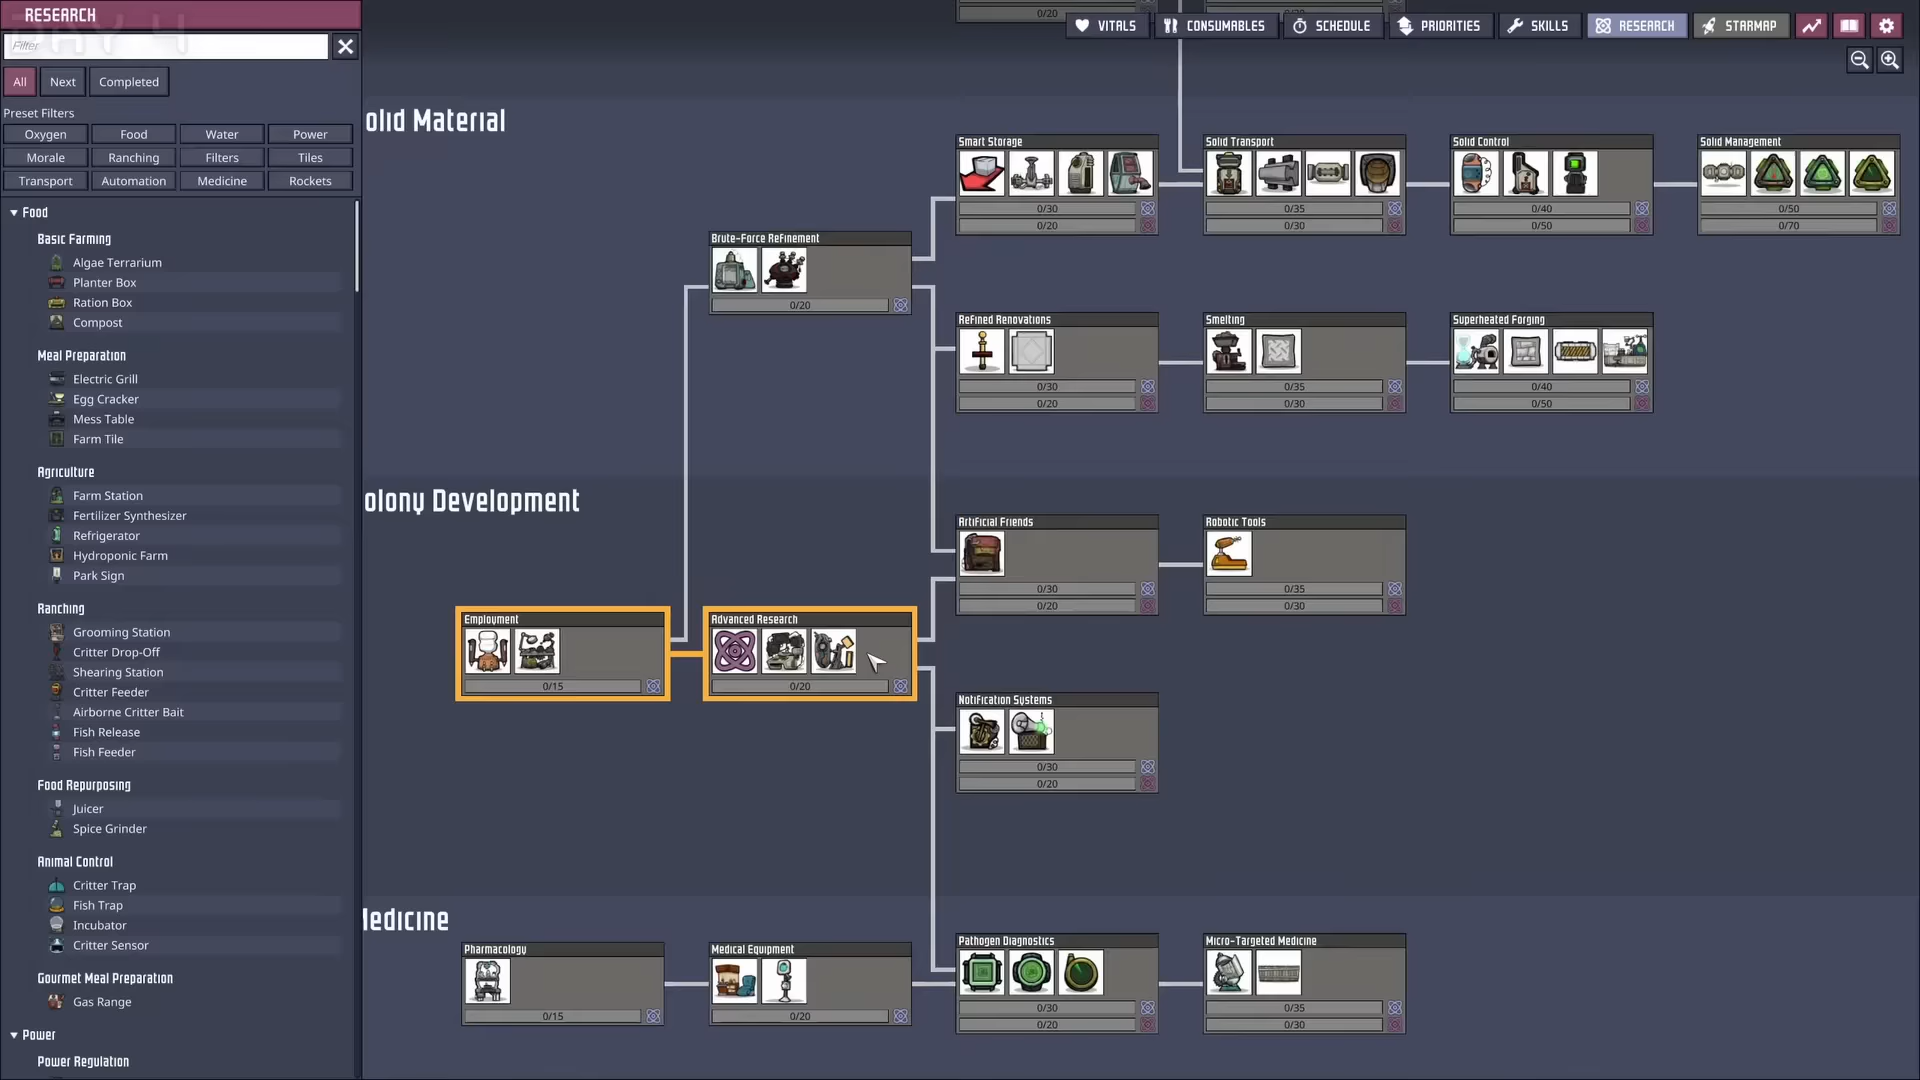 RESEARCH
DAY 4
Filter
All
Next
Completed
Preset Filters
Oxygen
Food
Water
Power
Morale
Ranching
Filters
Tiles
Transport
Automation
Medicine
Rockets
Food
Basic Farming
Algae Terrarium
Planter Box
Ration Box
Compost
Meal Preparation
Electric Grill
Egg Cracker
Mess Table
Farm Tile
Agriculture
Farm Station
Fertilizer Synthesizer
Refrigerator
Hydroponic Farm
Park Sign
Ranching
Grooming Station
Critter Drop-Off
Shearing Station
Critter Feeder
Airborne Critter Bait
Fish Release
Fish Feeder
Food Repurposing
Juicer
Spice Grinder
Animal Control
Critter Trap
Fish Trap
Incubator
Critter Sensor
Gourmet Meal Preparation
Gas Range
Power
Power Regulation
0/20
VITALS
CONSUMABLES
SCHEDULE
PRIORITIES
SKILLS
RESEARCH
STARMAP
olid Material
Smart Storage
0/30
0/20
Solid Transport
0/35
0/30
Solid Control
0/40
0/50
Solid Management
0/50
0/70
Brute-Force Refinement
0/20
Refined Renovations
0/30
0/20
Smelting
0/35
0/30
Superheated Forging
0/40
0/50
olony Development
Artificial Friends
0/30
0/20
Robotic Tools
0/35
0/30
Employment
0/15
Advanced Research
0/20
Notification Systems
0/30
0/20
Medicine
Pharmacology
0/15
Medical Equipment
0/20
Pathogen Diagnostics
0/30
0/20
Micro-Targeted Medicine
0/35
0/30